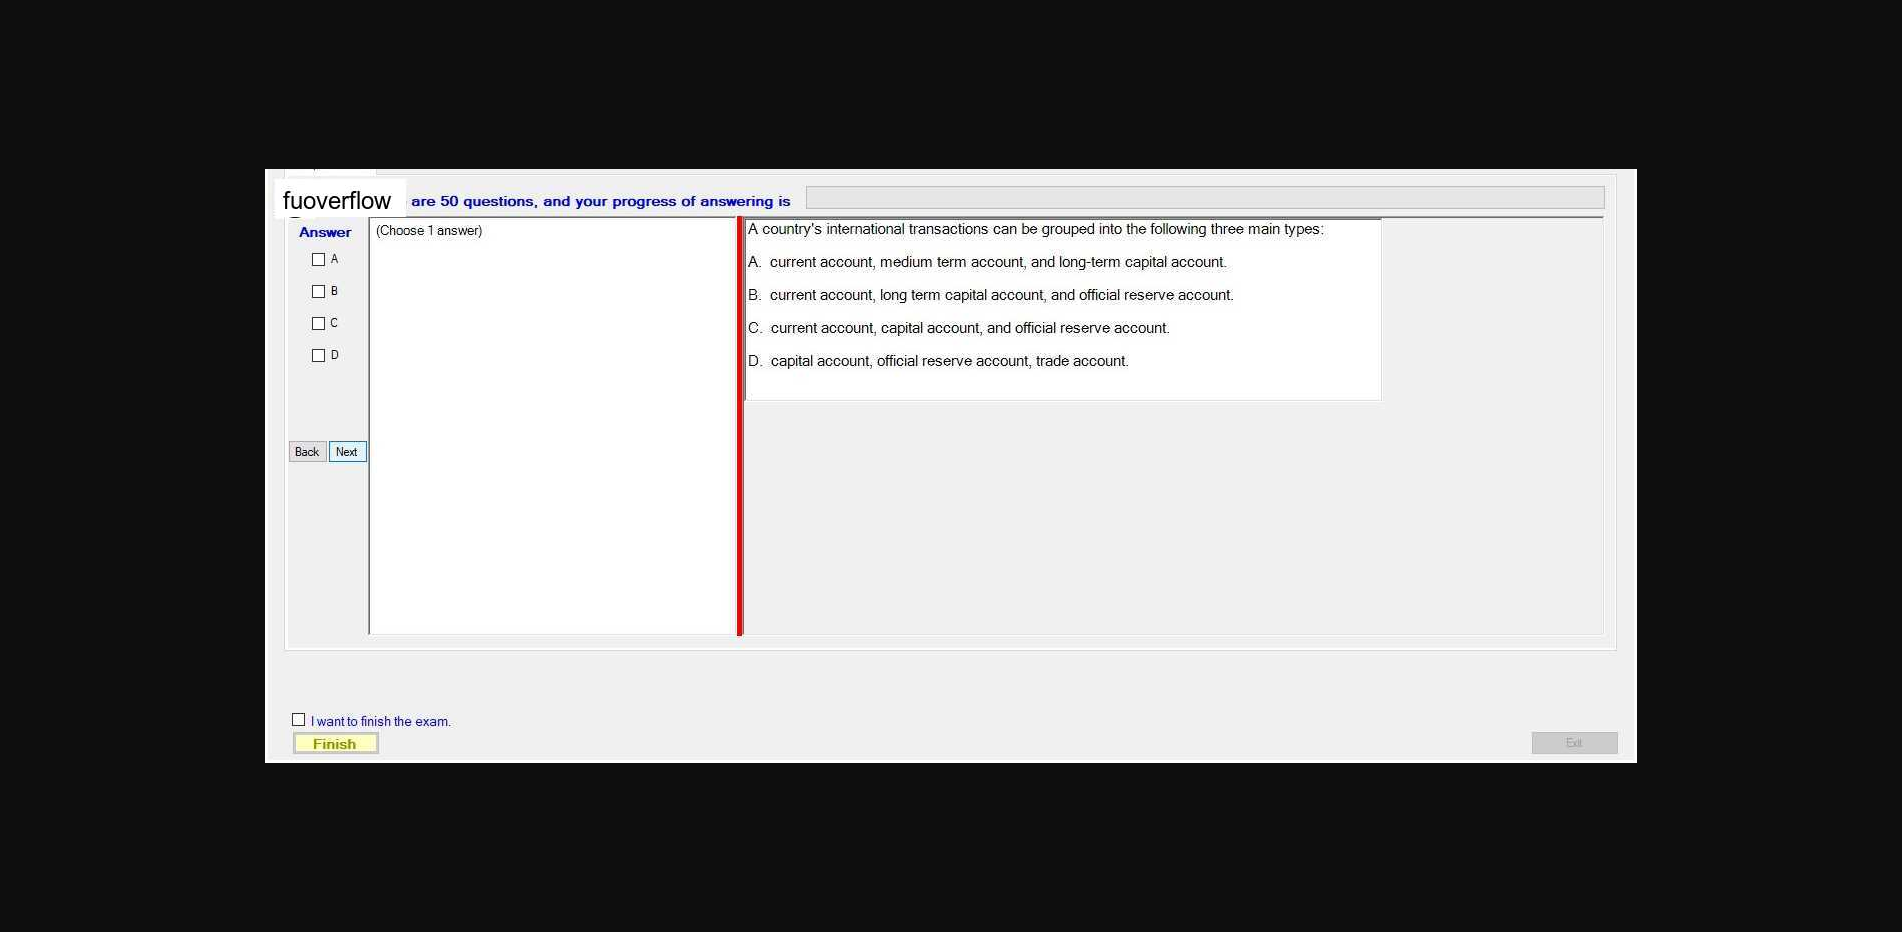 fuoverflow are 50 questions, and your progress of answering is
Answer
(Choose 1 answer)
A
B
C
D
Back Next
A country's international transactions can be grouped into the following three main types:
A. current account, medium term account, and long-term capital account.
B. current account, long term capital account, and official reserve account.
C. current account, capital account, and official reserve account.
D. capital account, official reserve account, trade account.
I want to finish the exam.
Finish
Exit